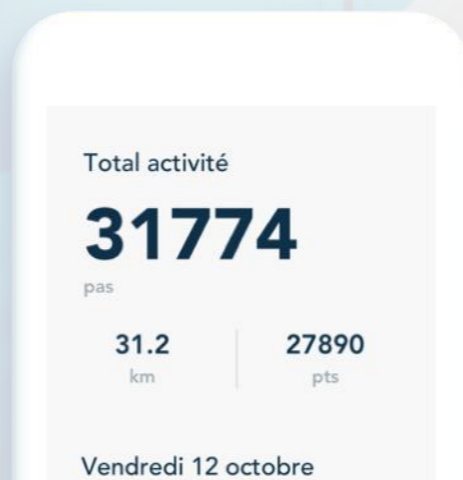 Total activité
31774
pas
31.2 27890
km pts
Vendredi 12 octobre